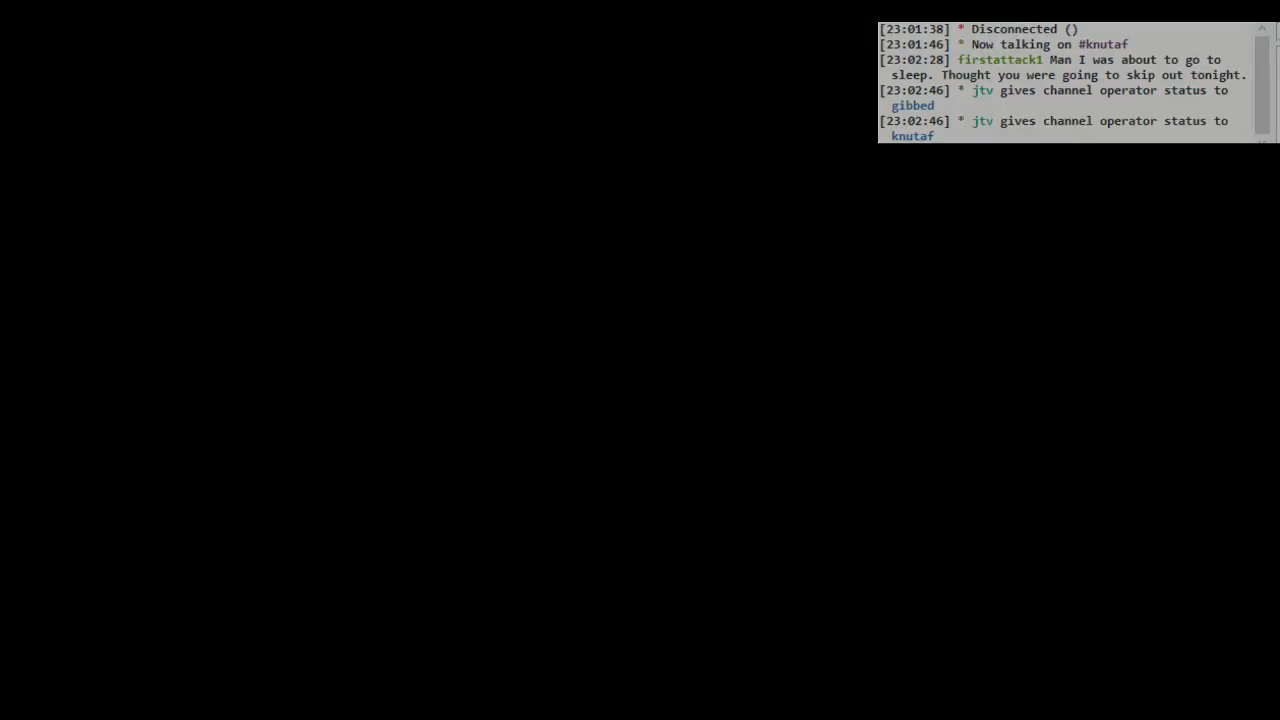 [23:01:38] * Disconnected ()
[23:01:46] * Now talking on #knutaf
[23:02:28] firstattack1 Man I was about to go to
sleep. Thought you were going to skip out tonight.
[23:02:46] * jtv gives channel operator status to
gibbed
[23:02:46] * jtv gives channel operator status to
knutaf